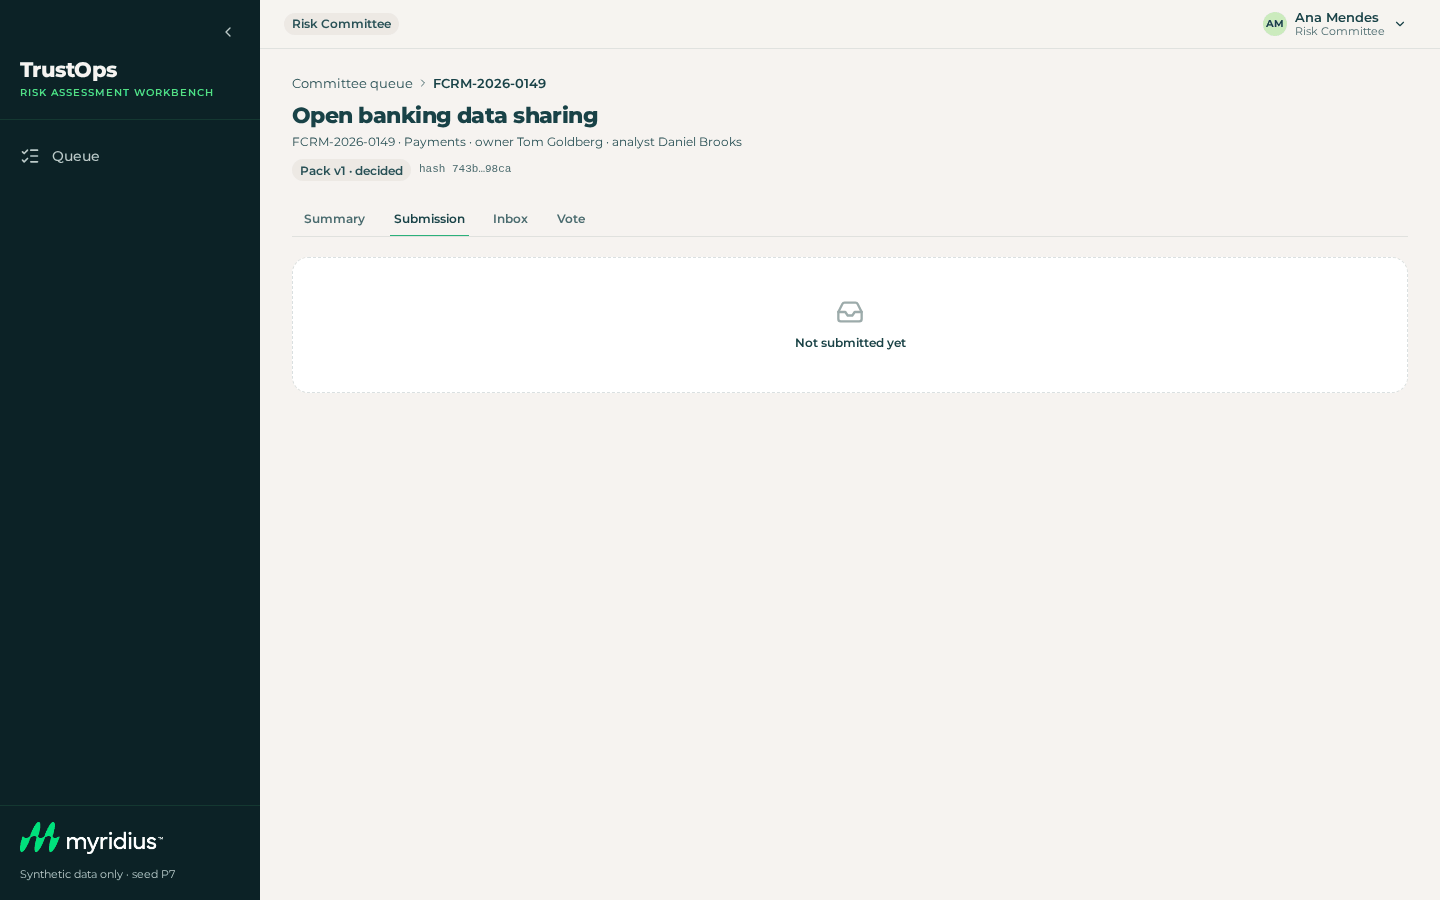 Risk Committee
AM
Ana Mendes
Risk Committee
TrustOps
RISK ASSESSMENT WORKBENCH
Queue
Committee queue › FCRM-2026-0149
Open banking data sharing
FCRM-2026-0149 · Payments · owner Tom Goldberg · analyst Daniel Brooks
Pack v1 · decided hash 743b…98ca
Summary Submission Inbox Vote
Not submitted yet
myridius™
Synthetic data only · seed P7